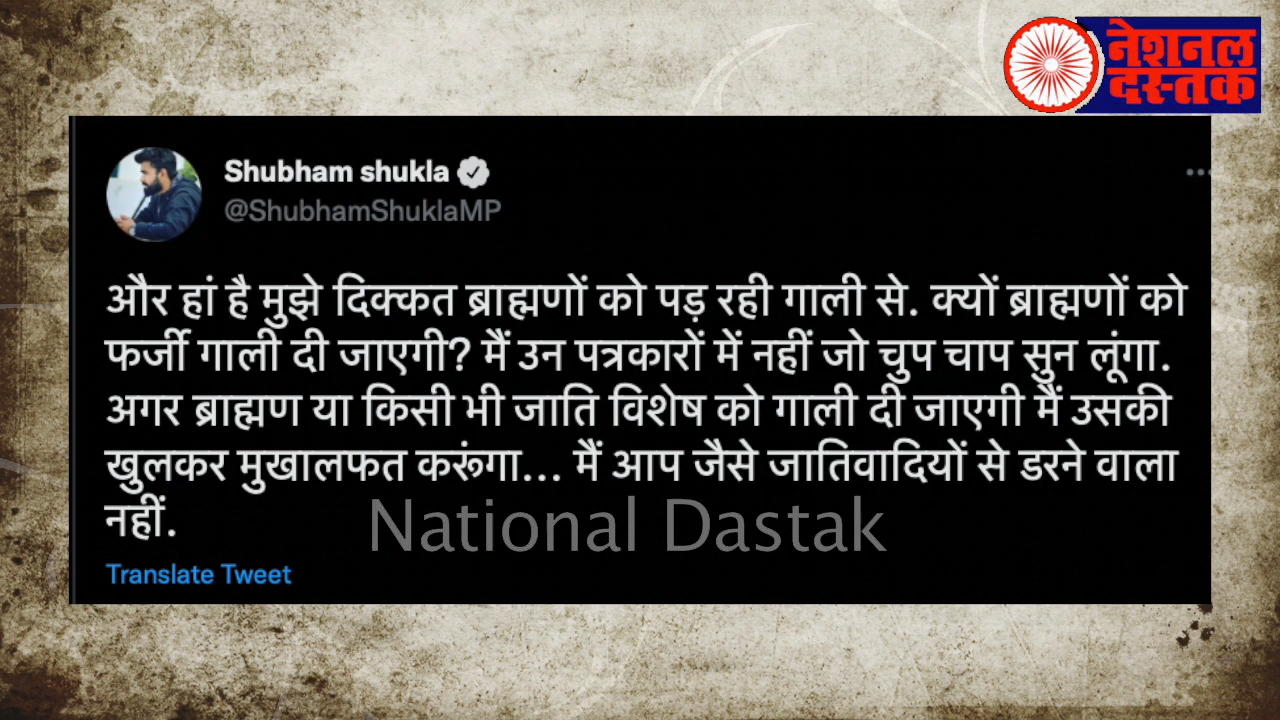 नेशनल
दस्तक
Shubham shukla
@ShubhamShuklaMP
और हां है मुझे दिक्कत ब्राह्मणों को पड़ रही गाली से. क्यों ब्राह्मणों को
फर्जी गाली दी जाएगी? मैं उन पत्रकारों में नहीं जो चुप चाप सुन लूंगा.
अगर ब्राह्मण या किसी भी जाति विशेष को गाली दी जाएगी मैं उसकी
खुलकर मुखालफत करूंगा... मैं आप जैसे जातिवादियों से डरने वाला
नहीं.
National Dastak
Translate Tweet